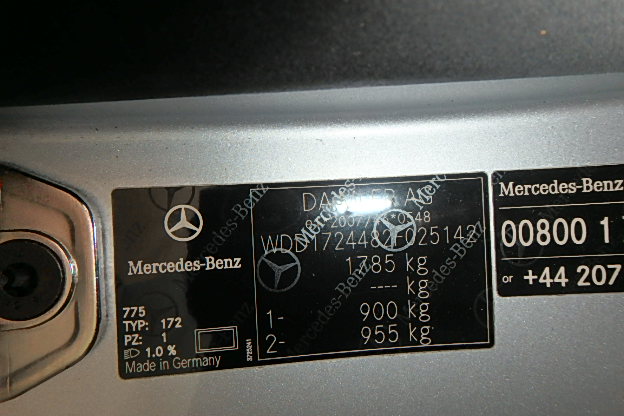 DAIMLER AG
Mercedes-Benz
1785 kg
---- kg
1- 900 kg
2- 955 kg
775
TYP: 172
PZ: 1
1.0 %
Made in Germany
3725241
Mercedes-Benz
00800 1
or +44 207